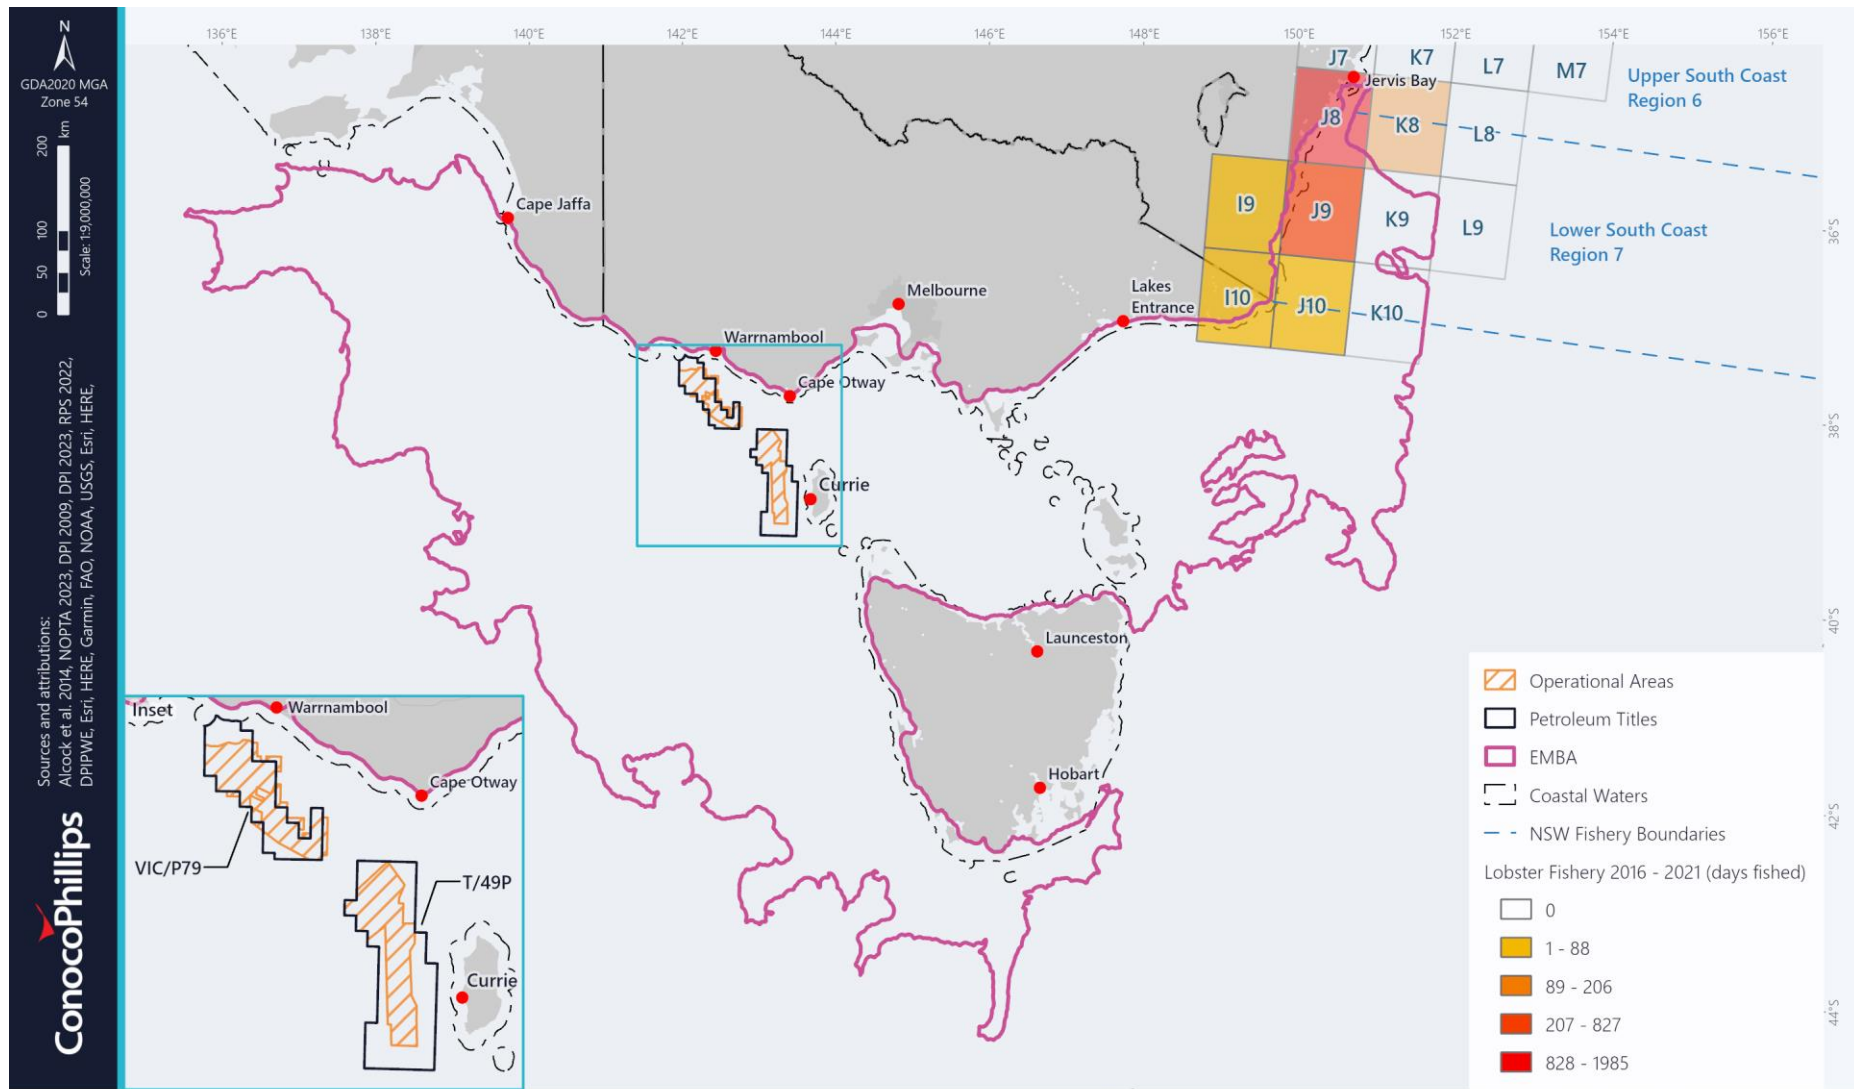 N
GDA2020 MGA
Zone 54
0 50 100 200
km
Scale: 1:9,000,000
Sources and attributions:
Alcock et al. 2014, NOPTA 2023, DPI 2009, DPI 2023, RPS 2022,
DPIPWE, Esri, HERE, Garmin, FAO, NOAA, USGS, Esri, HERE,
ConocoPhillips
136°E 138°E 140°E 142°E 144°E 146°E 148°E 150°E 152°E 154°E 156°E
J7 K7 L7 M7
Jervis Bay
Upper South Coast
Region 6
J8 K8 L8
Cape Jaffa
I9 J9 K9 L9
Lower South Coast
Region 7
36°S
Melbourne
Lakes
Entrance
I10 J10 K10
Warrnambool
Cape Otway
38°S
Currie
40°S
Launceston
Hobart
42°S
44°S
Inset
Warrnambool
Cape Otway
VIC/P79
T/49P
Currie
Operational Areas
Petroleum Titles
EMBA
Coastal Waters
NSW Fishery Boundaries
Lobster Fishery 2016 - 2021 (days fished)
0
1 - 88
89 - 206
207 - 827
828 - 1985